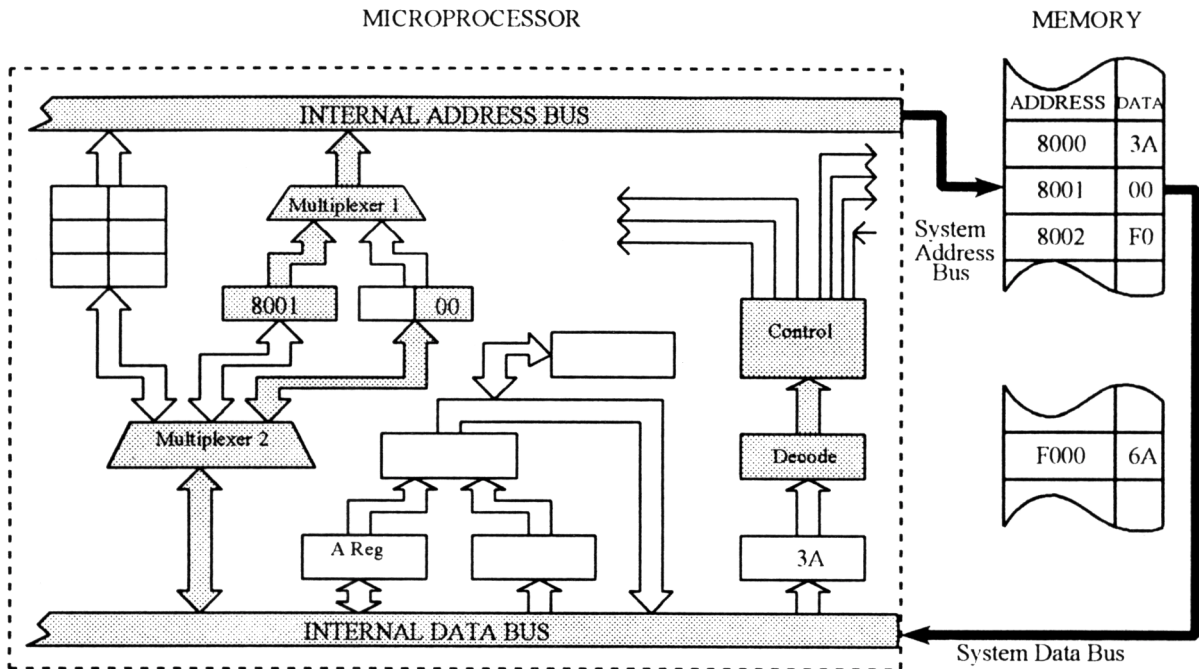 MICROPROCESSOR
MEMORY
INTERNAL ADDRESS BUS
ADDRESS DATA
8000 3A
8001 00
8002 F0
Multiplexer 1
System
Address
Bus
8001
00
Control
Multiplexer 2
Decode
F000 6A
A Reg
3A
INTERNAL DATA BUS
System Data Bus